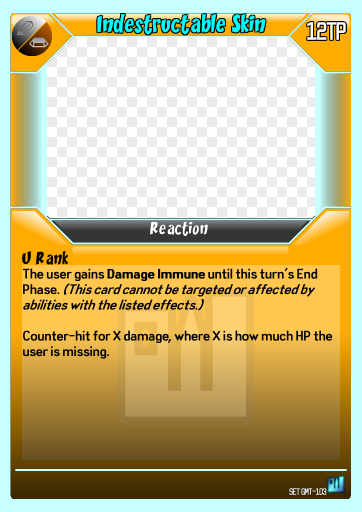 Indestructable Skin
12TP
Reaction
U Rank
The user gains Damage Immune until this turn's End
Phase. (This card cannot be targeted or affected by
abilities with the listed effects.)
Counter-hit for X damage, where X is how much HP the
user is missing.
SET GMT-103